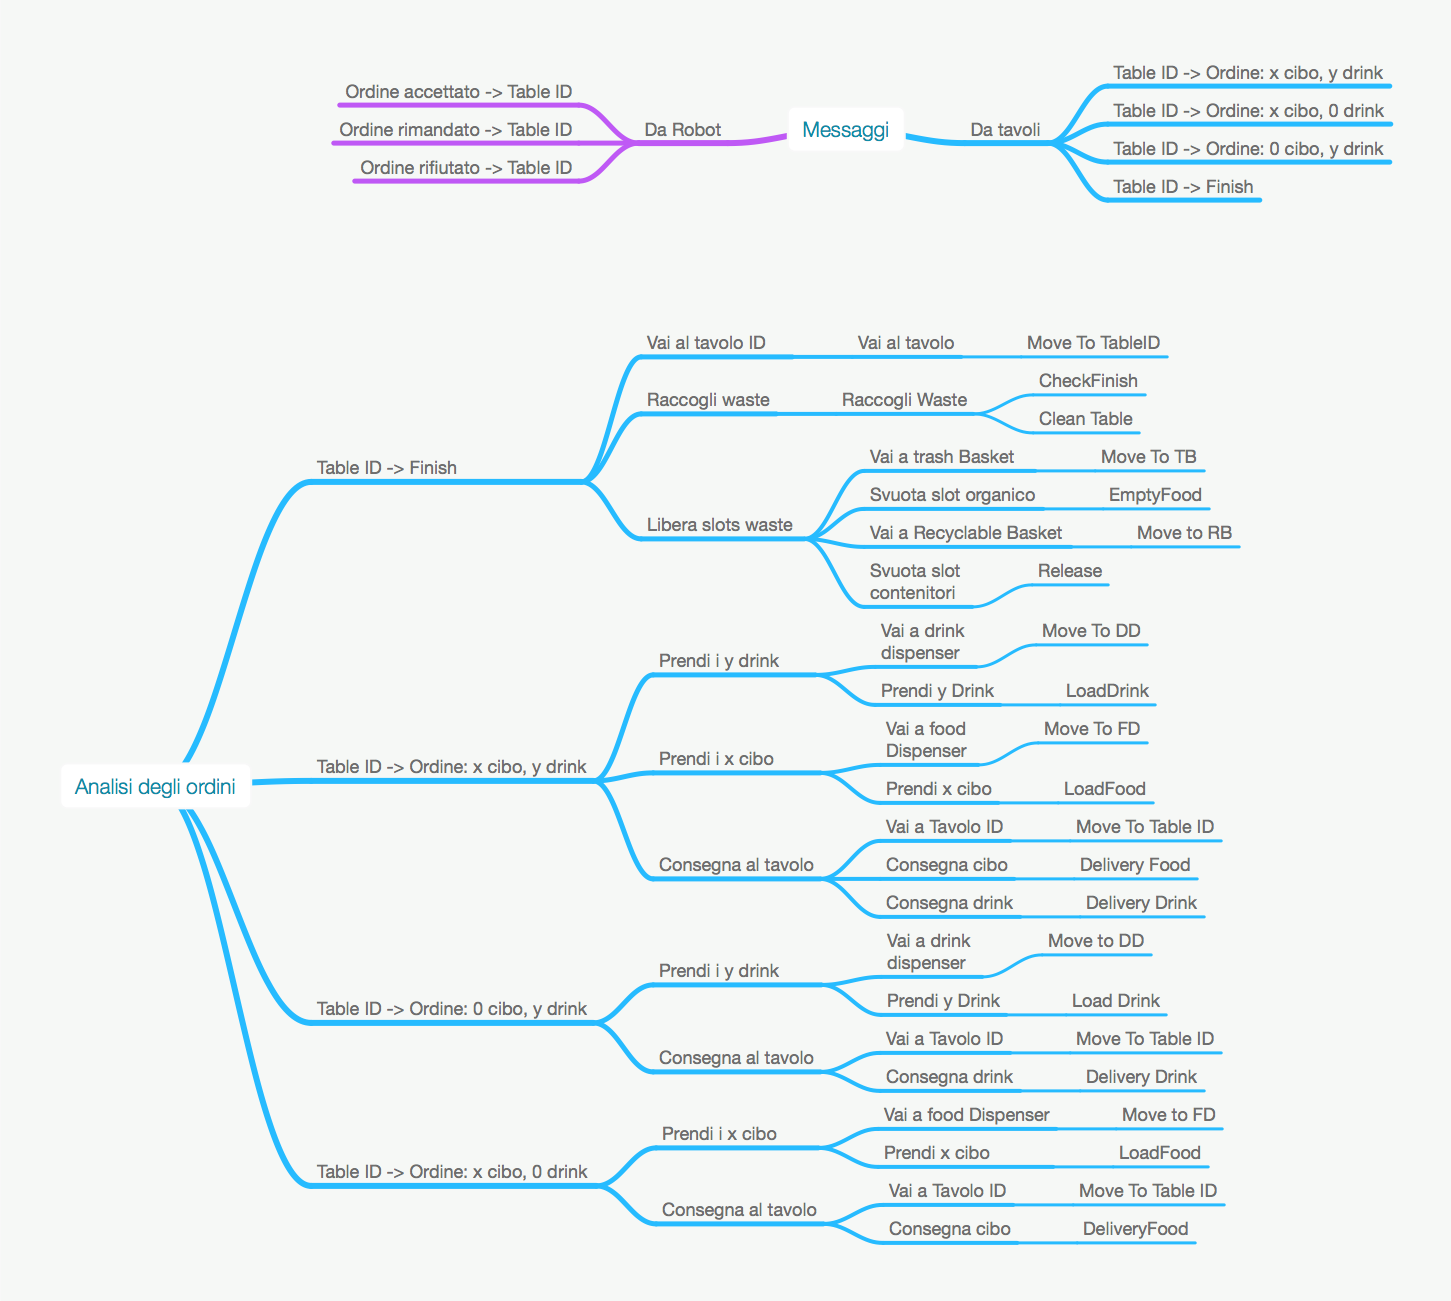 Ordine accettato -> Table ID
Ordine rimandato -> Table ID
Ordine rifiutato -> Table ID
Da Robot
Messaggi
Da tavoli
Table ID -> Ordine: x cibo, y drink
Table ID -> Ordine: x cibo, 0 drink
Table ID -> Ordine: 0 cibo, y drink
Table ID -> Finish
Analisi degli ordini
Table ID -> Finish
Vai al tavolo ID
Vai al tavolo
Move To TableID
Raccogli waste
Raccogli Waste
CheckFinish
Clean Table
Libera slots waste
Vai a trash Basket
Move To TB
Svuota slot organico
EmptyFood
Vai a Recyclable Basket
Move to RB
Svuota slot
contenitori
Release
Table ID -> Ordine: x cibo, y drink
Prendi i y drink
Vai a drink
dispenser
Move To DD
Prendi y Drink
LoadDrink
Prendi i x cibo
Vai a food
Dispenser
Move To FD
Prendi x cibo
LoadFood
Consegna al tavolo
Vai a Tavolo ID
Move To Table ID
Consegna cibo
Delivery Food
Consegna drink
Delivery Drink
Table ID -> Ordine: 0 cibo, y drink
Prendi i y drink
Vai a drink
dispenser
Move to DD
Prendi y Drink
Load Drink
Consegna al tavolo
Vai a Tavolo ID
Move To Table ID
Consegna drink
Delivery Drink
Table ID -> Ordine: x cibo, 0 drink
Prendi i x cibo
Vai a food Dispenser
Move to FD
Prendi x cibo
LoadFood
Consegna al tavolo
Vai a Tavolo ID
Move To Table ID
Consegna cibo
DeliveryFood